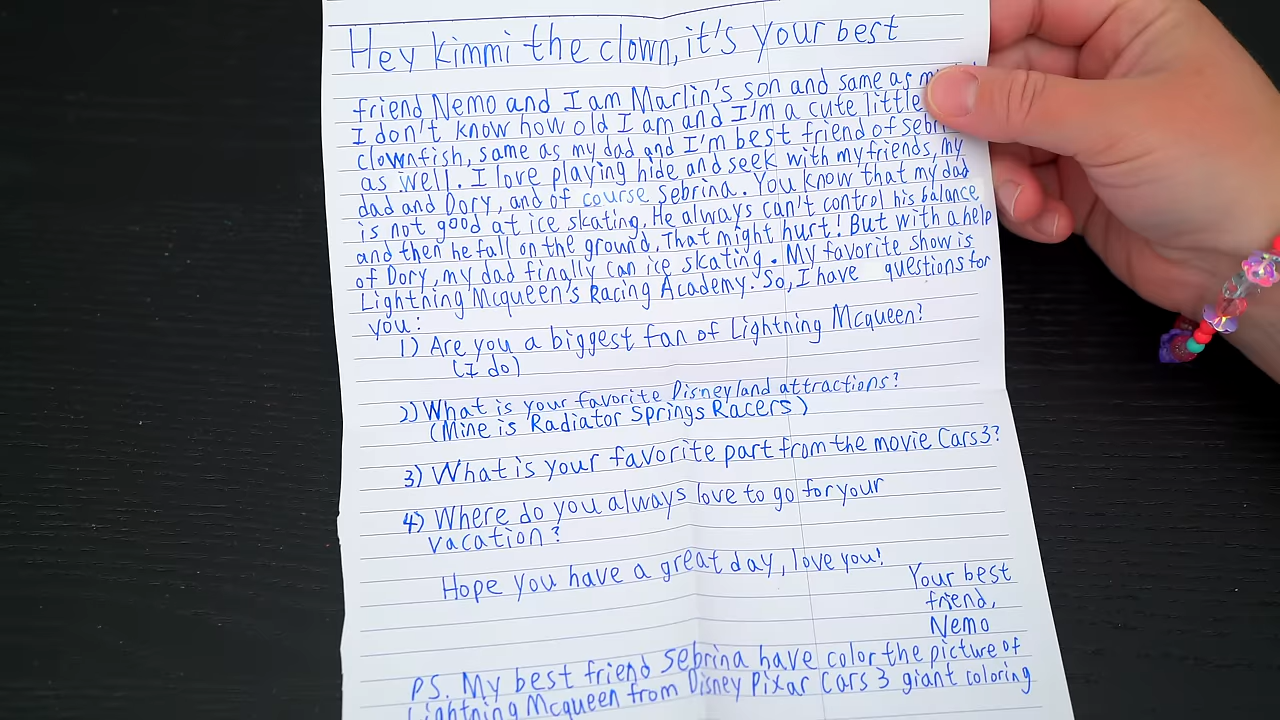 Hey kimmi the clown, it's your best
friend Nemo and I am Marlin's son and same as my
I don't know how old I am and I'm a cute little
clownfish, same as my dad and I'm best friend of sebri
as well. I love playing hide and seek with my friends, my
dad and Dory, and of course sebrina. You know that my dad
is not good at ice skating. He always can't control his balance
and then he fall on the ground. That might hurt! But with a help
of Dory, my dad finally can ice skating. My favorite show is
Lightning Mcqueen's Racing Academy. So, I have questions for
you:
1) Are you a biggest fan of Lightning Mcqueen?
(I do)
2) What is your favorite Disneyland attractions?
(Mine is Radiator Springs Racers)
3) What is your favorite part from the movie Cars3?
4) Where do you always love to go for your
vacation?
Hope you have a great day, love you!
Your best
friend,
Nemo
PS. My best friend Sebrina have color the picture of
Lightning Mcqueen from Disney Pixar Cars 3 giant coloring